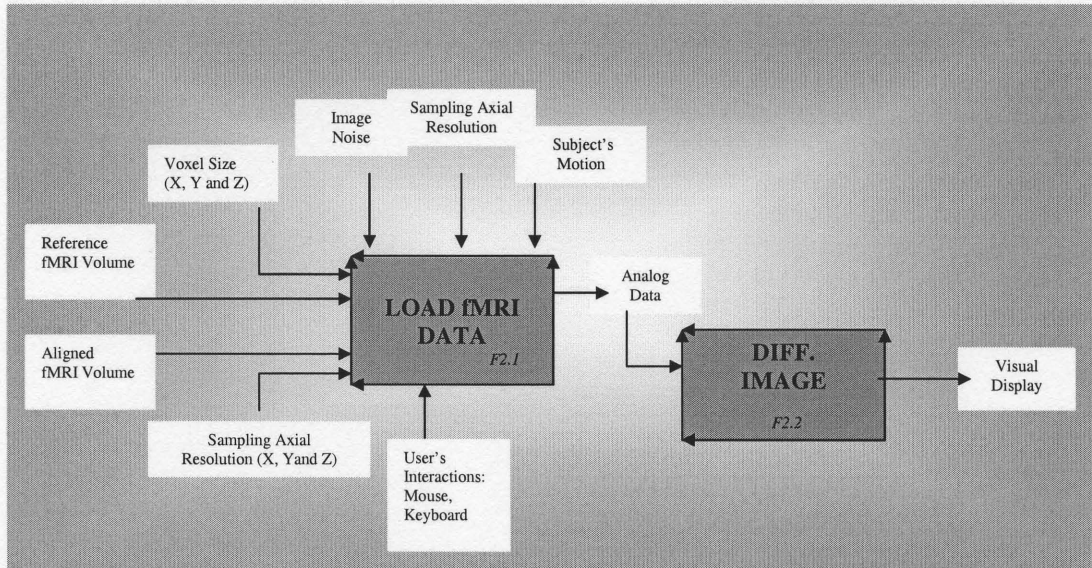 Image
Noise
Sampling Axial
Resolution
Subject's
Motion
Voxel Size
(X, Y and Z)
Reference
fMRI Volume
Aligned
fMRI Volume
Sampling Axial
Resolution (X, Yand Z)
LOAD fMRI
DATA
F2.1
User's
Interactions:
Mouse,
Keyboard
Analog
Data
DIFF.
IMAGE
F2.2
Visual
Display